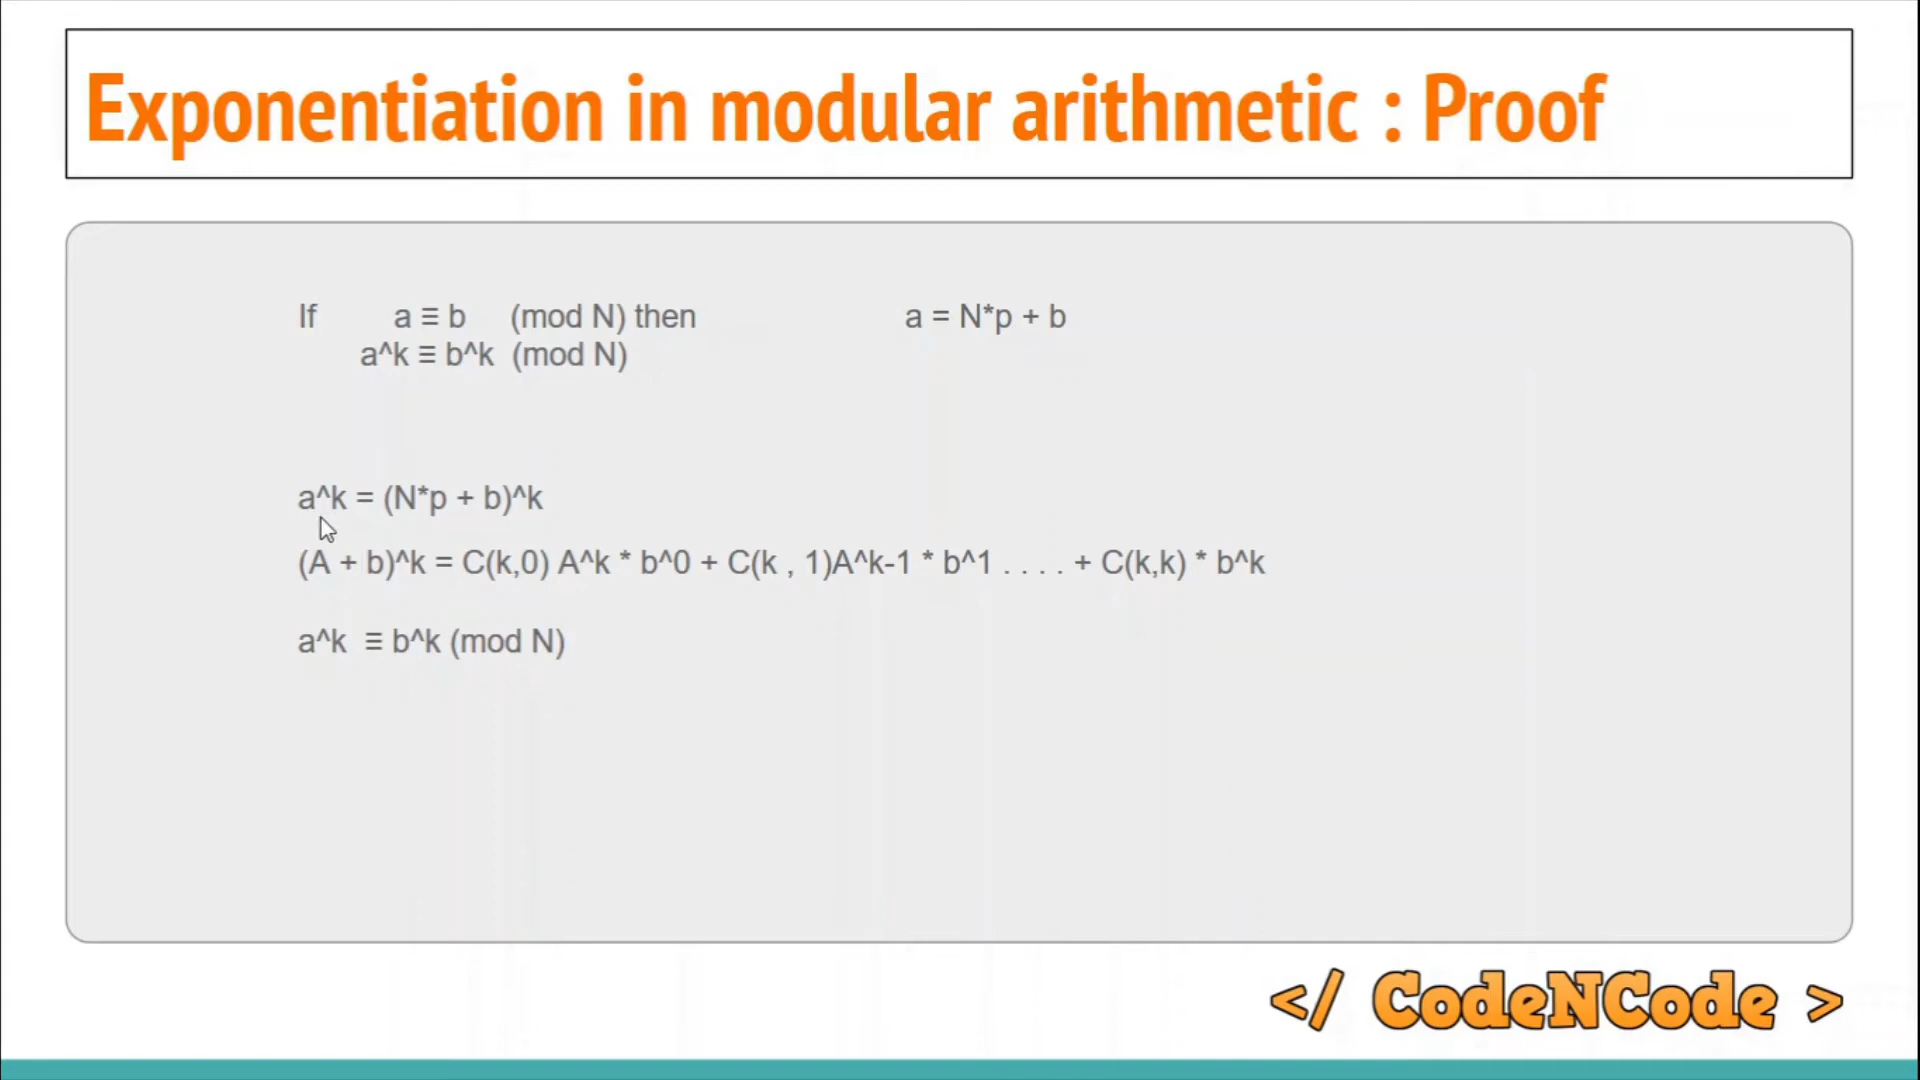 Exponentiation in modular arithmetic : Proof
If a ≡ b (mod N) then a = N*p + b
a^k ≡ b^k (mod N)
a^k = (N*p + b)^k
(A + b)^k = C(k,0) A^k * b^0 + C(k , 1)A^k-1 * b^1 . . . . + C(k,k) * b^k
a^k ≡ b^k (mod N)
</ CodeNCode >